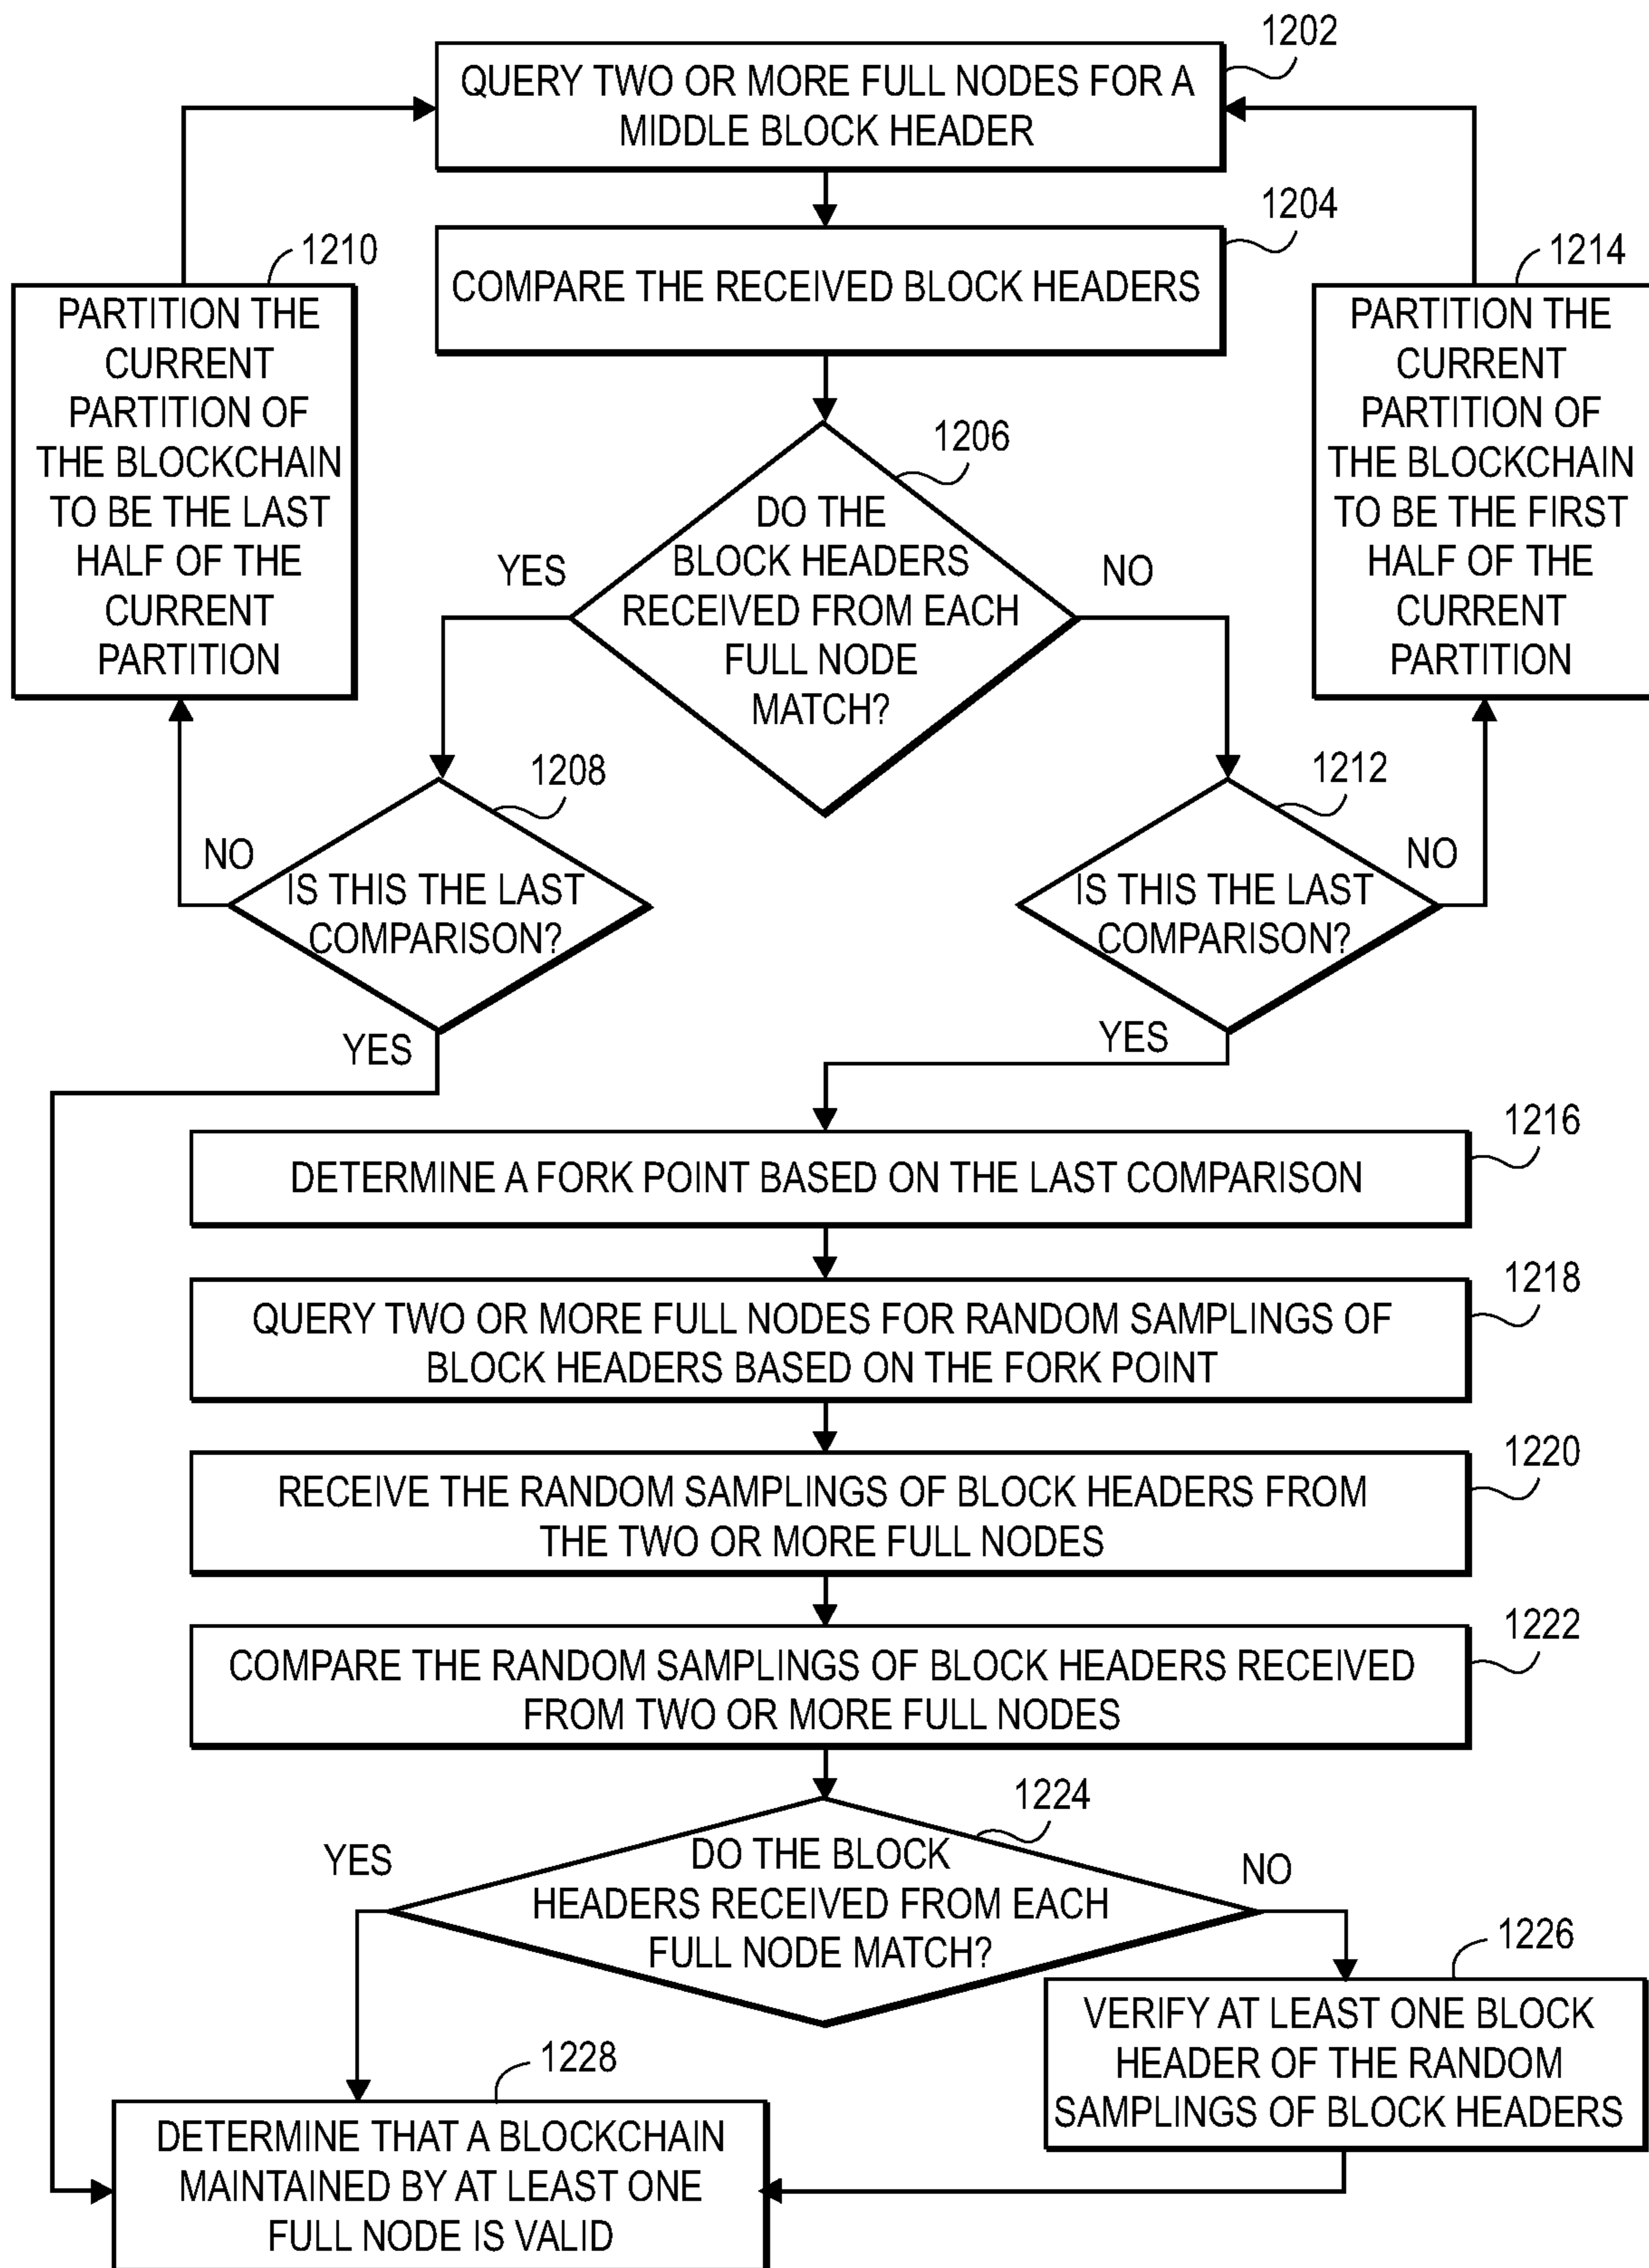 1202
QUERY TWO OR MORE FULL NODES FOR A
MIDDLE BLOCK HEADER
1204
COMPARE THE RECEIVED BLOCK HEADERS
1210
PARTITION THE
CURRENT
PARTITION OF
THE BLOCKCHAIN
TO BE THE LAST
HALF OF THE
CURRENT
PARTITION
1214
PARTITION THE
CURRENT
PARTITION OF
THE BLOCKCHAIN
TO BE THE FIRST
HALF OF THE
CURRENT
PARTITION
1206
DO THE
BLOCK HEADERS
RECEIVED FROM EACH
FULL NODE
MATCH?
YES
NO
1208
IS THIS THE LAST
COMPARISON?
NO
YES
1212
IS THIS THE LAST
COMPARISON?
NO
YES
1216
DETERMINE A FORK POINT BASED ON THE LAST COMPARISON
1218
QUERY TWO OR MORE FULL NODES FOR RANDOM SAMPLINGS OF
BLOCK HEADERS BASED ON THE FORK POINT
1220
RECEIVE THE RANDOM SAMPLINGS OF BLOCK HEADERS FROM
THE TWO OR MORE FULL NODES
1222
COMPARE THE RANDOM SAMPLINGS OF BLOCK HEADERS RECEIVED
FROM TWO OR MORE FULL NODES
1224
DO THE BLOCK
HEADERS RECEIVED FROM EACH
FULL NODE MATCH?
YES
NO
1226
VERIFY AT LEAST ONE BLOCK
HEADER OF THE RANDOM
SAMPLINGS OF BLOCK HEADERS
1228
DETERMINE THAT A BLOCKCHAIN
MAINTAINED BY AT LEAST ONE
FULL NODE IS VALID